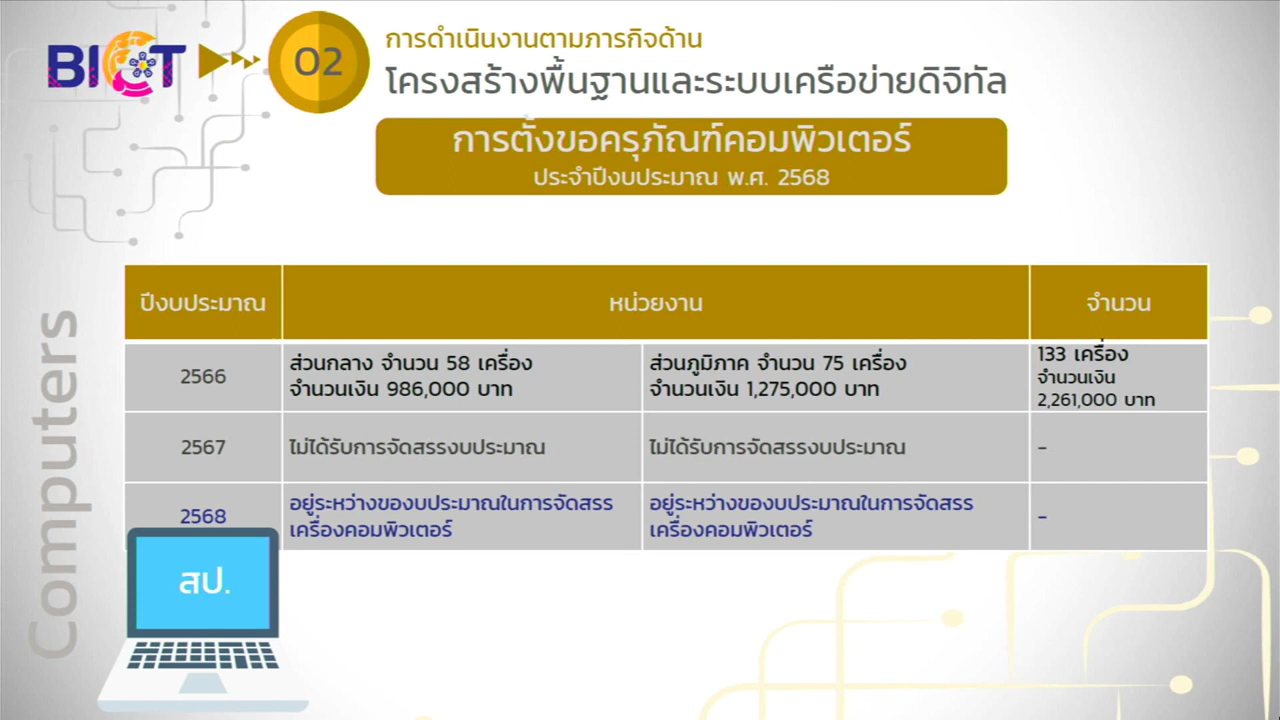 BICT
02
การดำเนินงานตามภารกิจด้าน
โครงสร้างพื้นฐานและระบบเครือข่ายดิจิทัล
การตั้งขอครุภัณฑ์คอมพิวเตอร์
ประจำปีงบประมาณ พ.ศ. 2568
Computers
ปีงบประมาณ หน่วยงาน จำนวน
2566
ส่วนกลาง จำนวน 58 เครื่อง
จำนวนเงิน 986,000 บาท
ส่วนภูมิภาค จำนวน 75 เครื่อง
จำนวนเงิน 1,275,000 บาท
133 เครื่อง
จำนวนเงิน
2,261,000 บาท
2567 ไม่ได้รับการจัดสรรงบประมาณ ไม่ได้รับการจัดสรรงบประมาณ -
2568
อยู่ระหว่างของบประมาณในการจัดสรร
เครื่องคอมพิวเตอร์
อยู่ระหว่างของบประมาณในการจัดสรร
เครื่องคอมพิวเตอร์
-
สป.